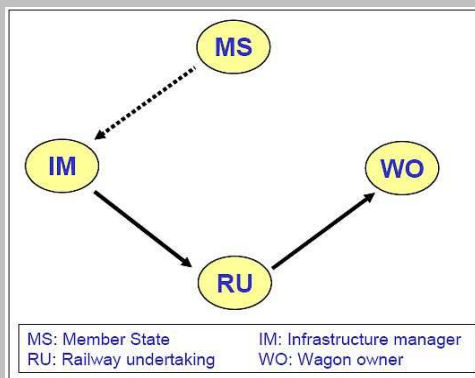 MS
IM
WO
RU
MS: Member State IM: Infrastructure manager
RU: Railway undertaking WO: Wagon owner